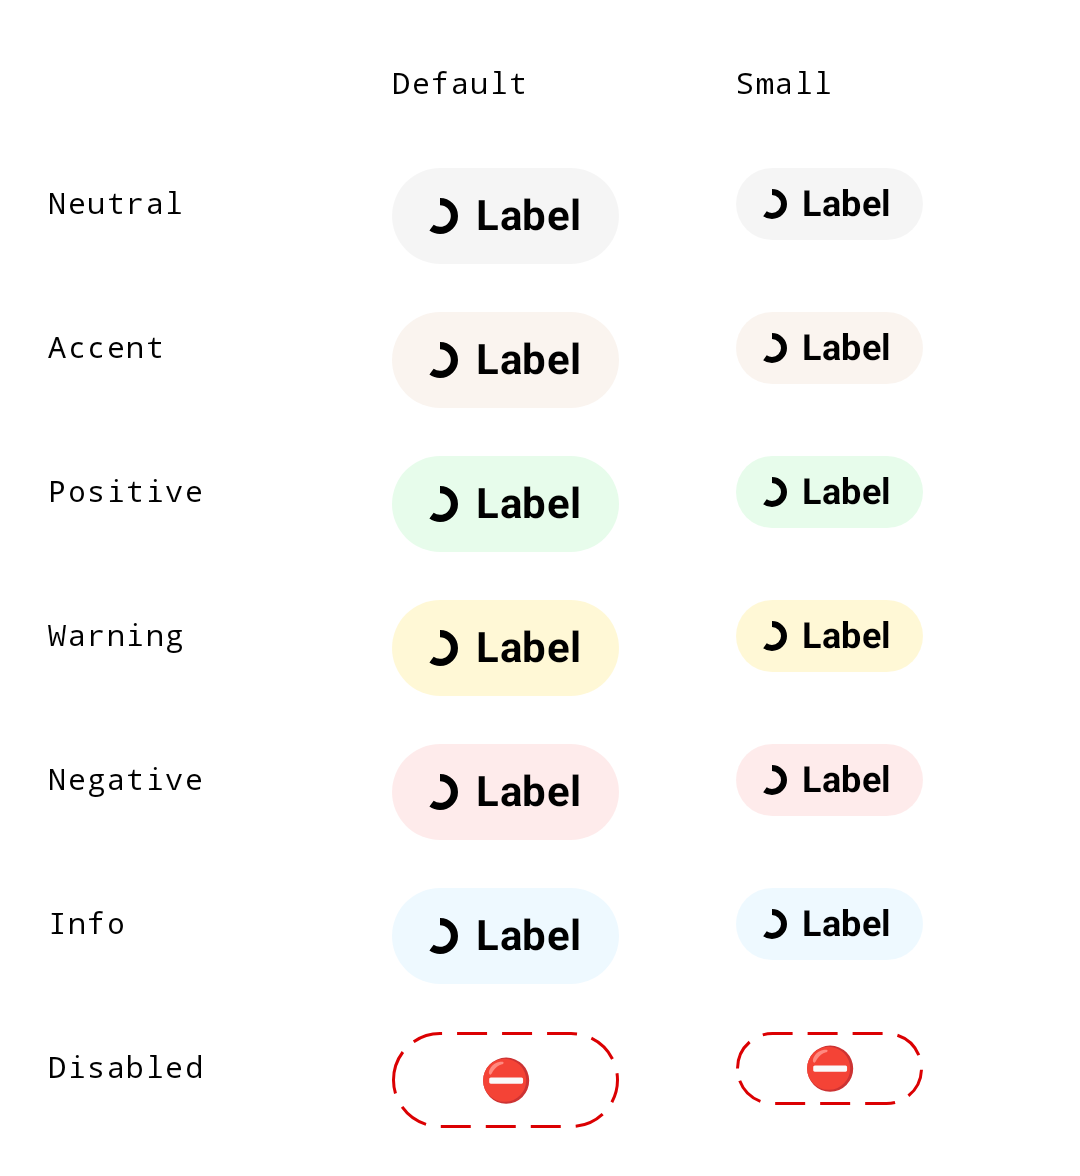 Default Small
Neutral Label Label
Accent Label Label
Positive Label Label
Warning Label Label
Negative Label Label
Info Label Label
Disabled